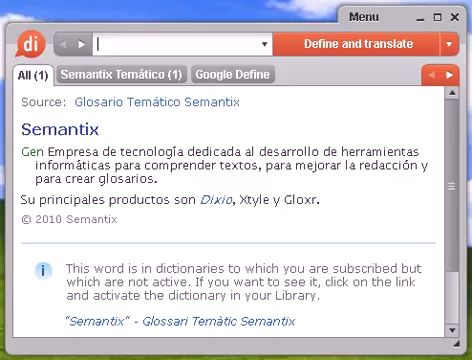 Menu
di
Define and translate
All (1)
Semantix Temático (1)
Google Define
Source: Glosario Temático Semantix
Semantix
Gen Empresa de tecnología dedicada al desarrollo de herramientas
informáticas para comprender textos, para mejorar la redacción y
para crear glosarios.
Su principales productos son Dixio, Xtyle y Gloxr.
© 2010 Semantix
i
This word is in dictionaries to which you are subscribed but
which are not active. If you want to see it, click on the link
and activate the dictionary in your Library.
"Semantix" - Glossari Temàtic Semantix